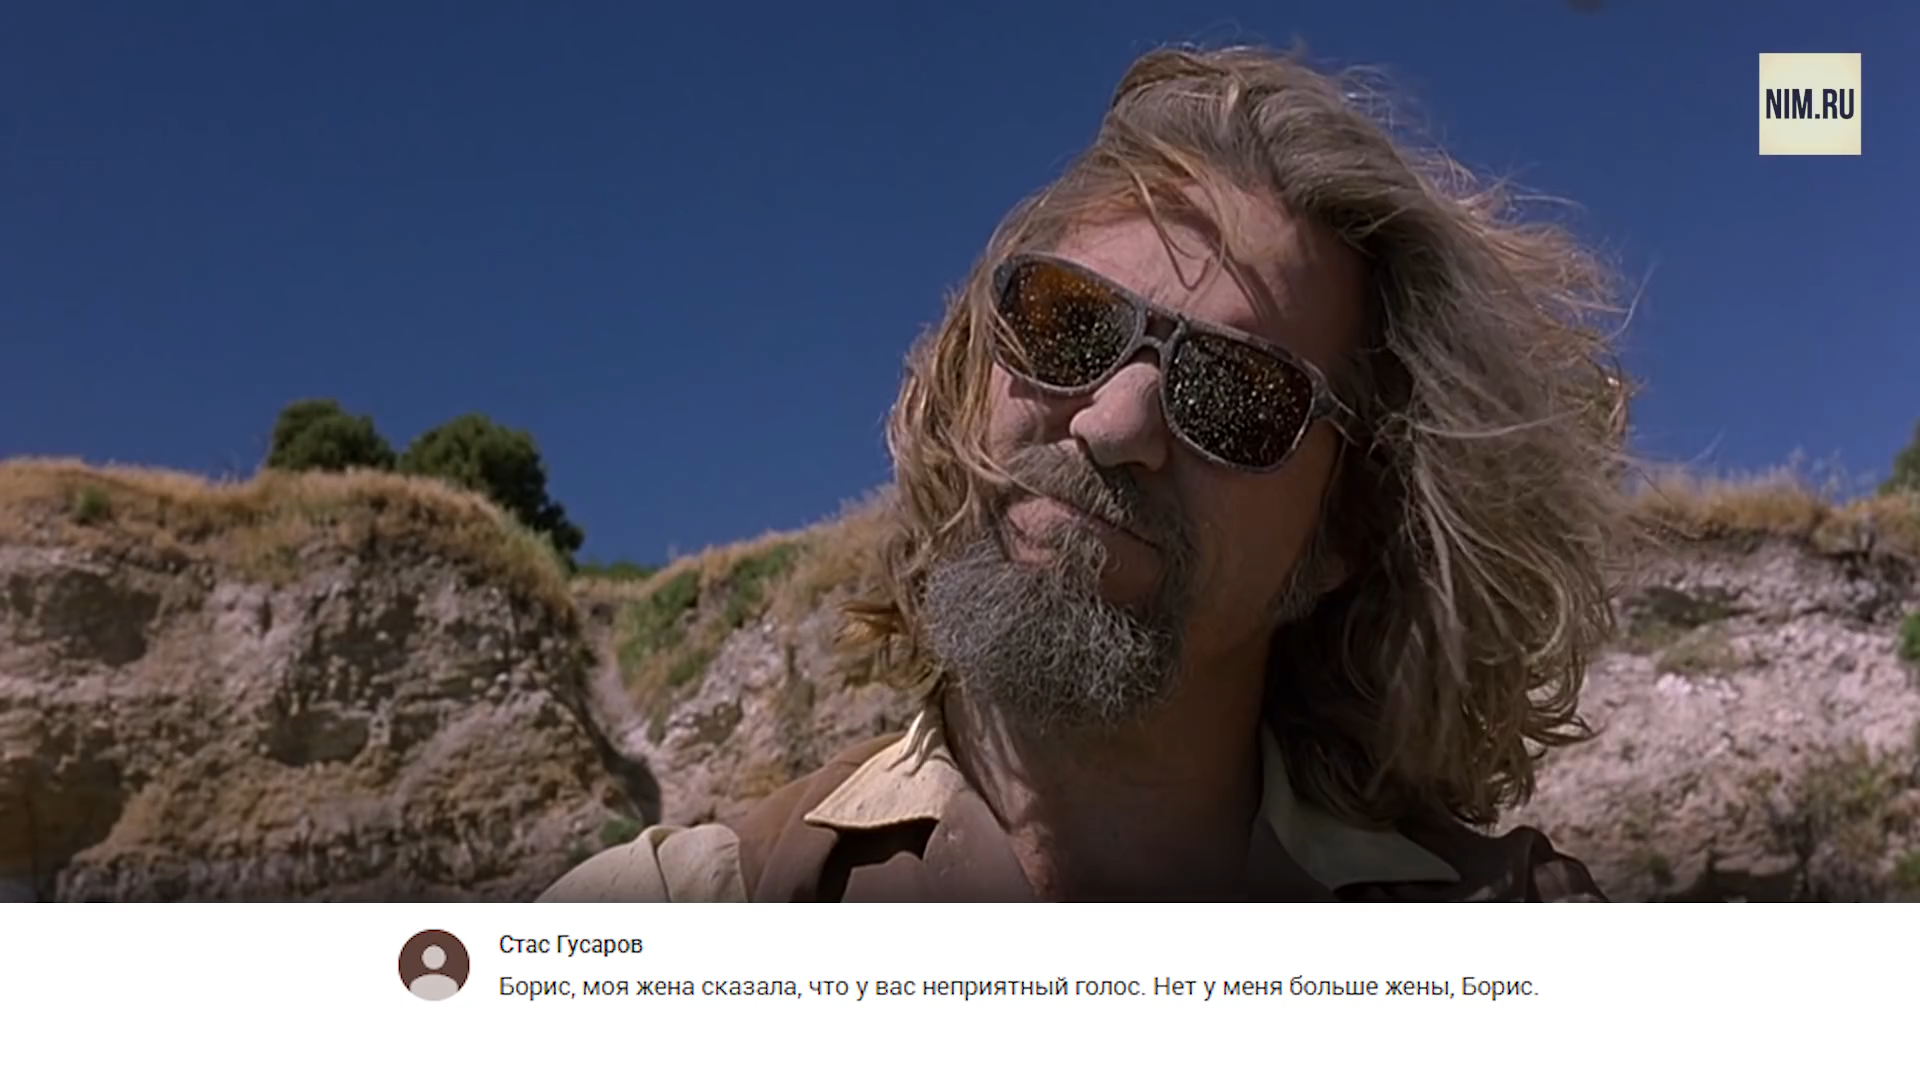 NIM.RU
Стас Гусаров
Борис, моя жена сказала, что у вас неприятный голос. Нет у меня больше жены, Борис.